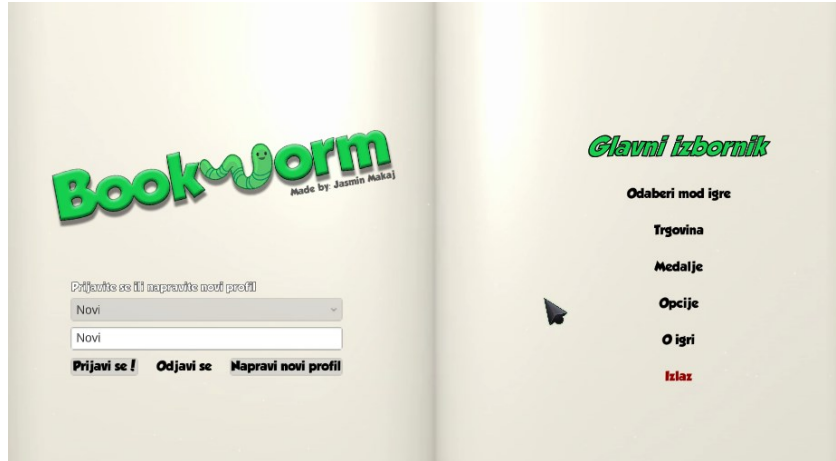 Bookworm
Made by: Jasmin Makaj
Prijavite se ili napravite novi profil
Novi
Novi
Prijavi se! Odjavi se Napravi novi profil
Glavni izbornik
Odaberi mod igre
Trgovina
Medalje
Opcije
O igri
Izlaz